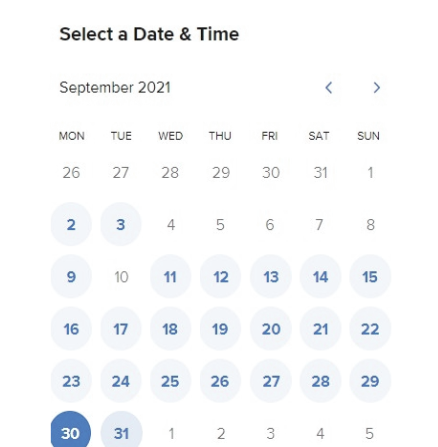 Select a Date & Time
September 2021
MON TUE WED THU FRI SAT SUN
26 27 28 29 30 31 1
2 3 4 5 6 7 8
9 10 11 12 13 14 15
16 17 18 19 20 21 22
23 24 25 26 27 28 29
30 31 1 2 3 4 5